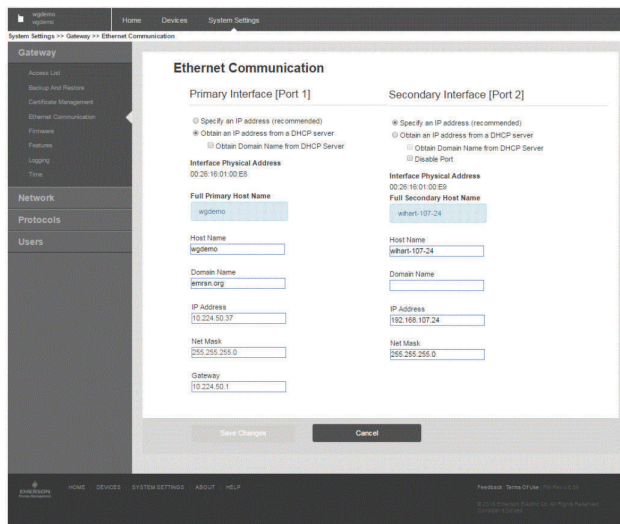 wgdemo
wgdemo
Home Devices System Settings
System Settings >> Gateway >> Ethernet Communication
Gateway
Access List
Backup And Restore
Certificate Management
Ethernet Communication
Firmware
Features
Logging
Time
Network
Protocols
Users
Ethernet Communication
Primary Interface [Port 1]
Specify an IP address (recommended)
Obtain an IP address from a DHCP server
Obtain Domain Name from DHCP Server
Interface Physical Address
00:26:16:01:00:E8
Full Primary Host Name
wgdemo
Host Name
wgdemo
Domain Name
emrsn.org
IP Address
10.224.50.37
Net Mask
255.255.255.0
Gateway
10.224.50.1
Secondary Interface [Port 2]
Specify an IP address (recommended)
Obtain an IP address from a DHCP server
Obtain Domain Name from DHCP Server
Disable Port
Interface Physical Address
00:26:16:01:00:E9
Full Secondary Host Name
wihart-107-24
Host Name
wihart-107-24
Domain Name
IP Address
192.168.107.24
Net Mask
255.255.255.0
Save Changes
Cancel
EMERSON
HOME DEVICES SYSTEM SETTINGS ABOUT HELP
Feedback Terms Of Use